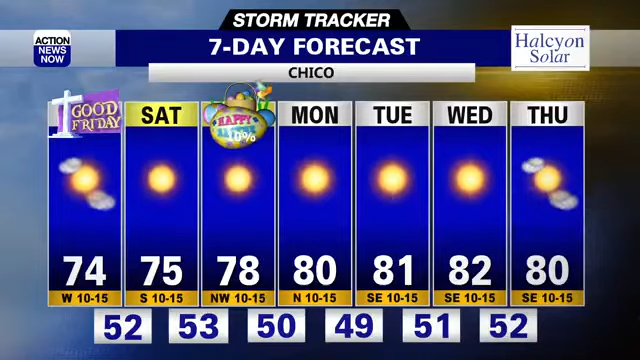 STORM TRACKER
ACTION
NEWS
NOW
7-DAY FORECAST
Halcyon
Solar
CHICO
GOOD
FRIDAY
SAT
HAPPY
10%
MON
TUE
WED
THU
74
75
78
80
81
82
80
W 10-15
S 10-15
NW 10-15
N 10-15
SE 10-15
SE 10-15
SE 10-15
52
53
50
49
51
52